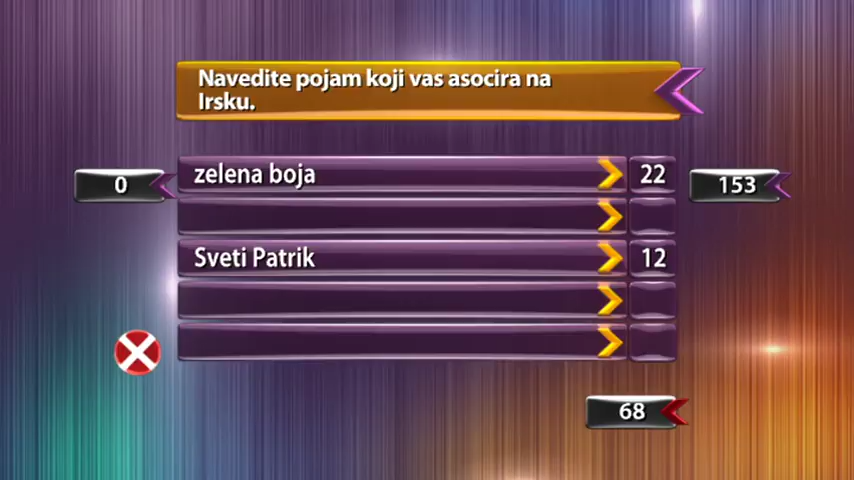 Navedite pojam koji vas asocira na
Irsku.
0
zelena boja 22
153
Sveti Patrik 12
68